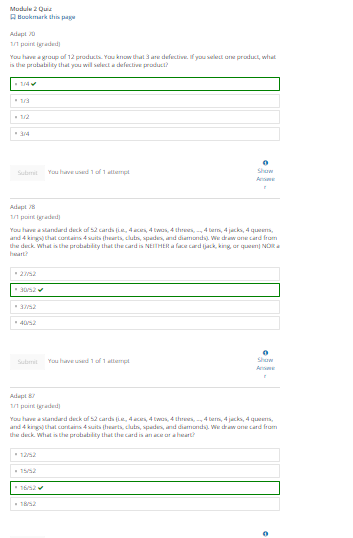 Module 2 Quiz
Bookmark this page
Adapt 70
1/1 point (graded)
You have a group of 12 products. You know that 3 are defective. If you select one product, what
is the probability that you will select a defective product?
1/4 ✔
1/3
1/2
3/4
Submit You have used 1 of 1 attempt
Show
Answe
r
Adapt 78
1/1 point (graded)
You have a standard deck of 52 cards (i.e., 4 aces, 4 twos, 4 threes, ..., 4 tens, 4 jacks, 4 queens,
and 4 kings) that contains 4 suits (hearts, clubs, spades, and diamonds). We draw one card from
the deck. What is the probability that the card is NEITHER a face card (jack, king, or queen) NOR a
heart?
27/52
30/52 ✔
37/52
40/52
Submit You have used 1 of 1 attempt
Show
Answe
r
Adapt 87
1/1 point (graded)
You have a standard deck of 52 cards (i.e., 4 aces, 4 twos, 4 threes, ..., 4 tens, 4 jacks, 4 queens,
and 4 kings) that contains 4 suits (hearts, clubs, spades, and diamonds). We draw one card from
the deck. What is the probability that the card is an ace or a heart?
12/52
15/52
16/52 ✔
18/52